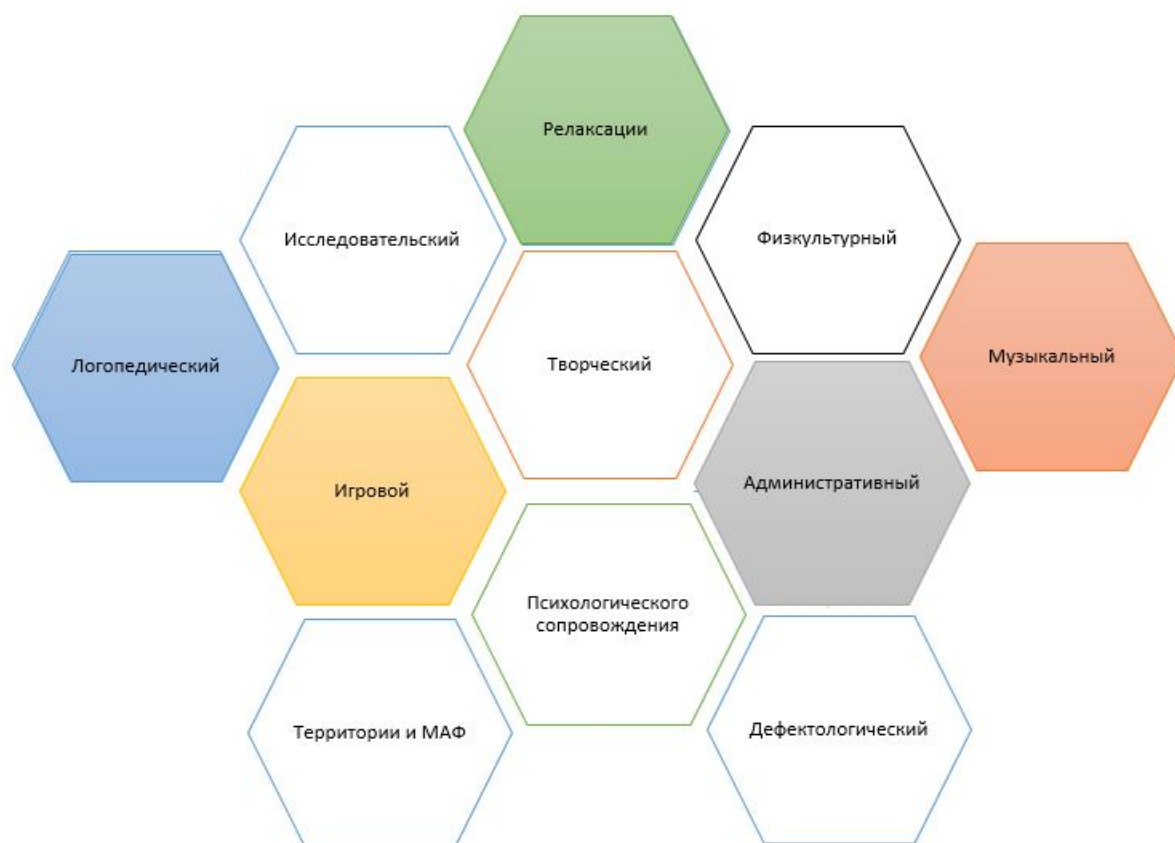 Релаксации
Исследовательский
Физкультурный
Логопедический
Творческий
Музыкальный
Игровой
Административный
Психологического
сопровождения
Территории и МАФ
Дефектологический